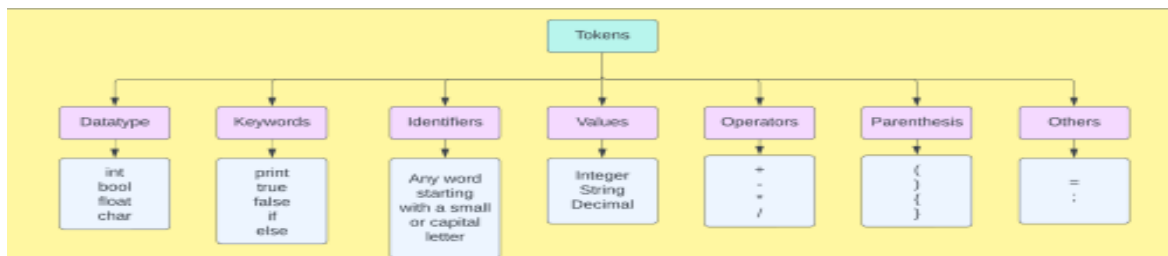 Tokens
Datatype
Keywords
Identifiers
Values
Operators
Parenthesis
Others
int
bool
float
char
print
true
false
if
else
Any word
starting
with a small
or capital
letter
Integer
String
Decimal
+
-
*
/
(
)
{
}
=
: